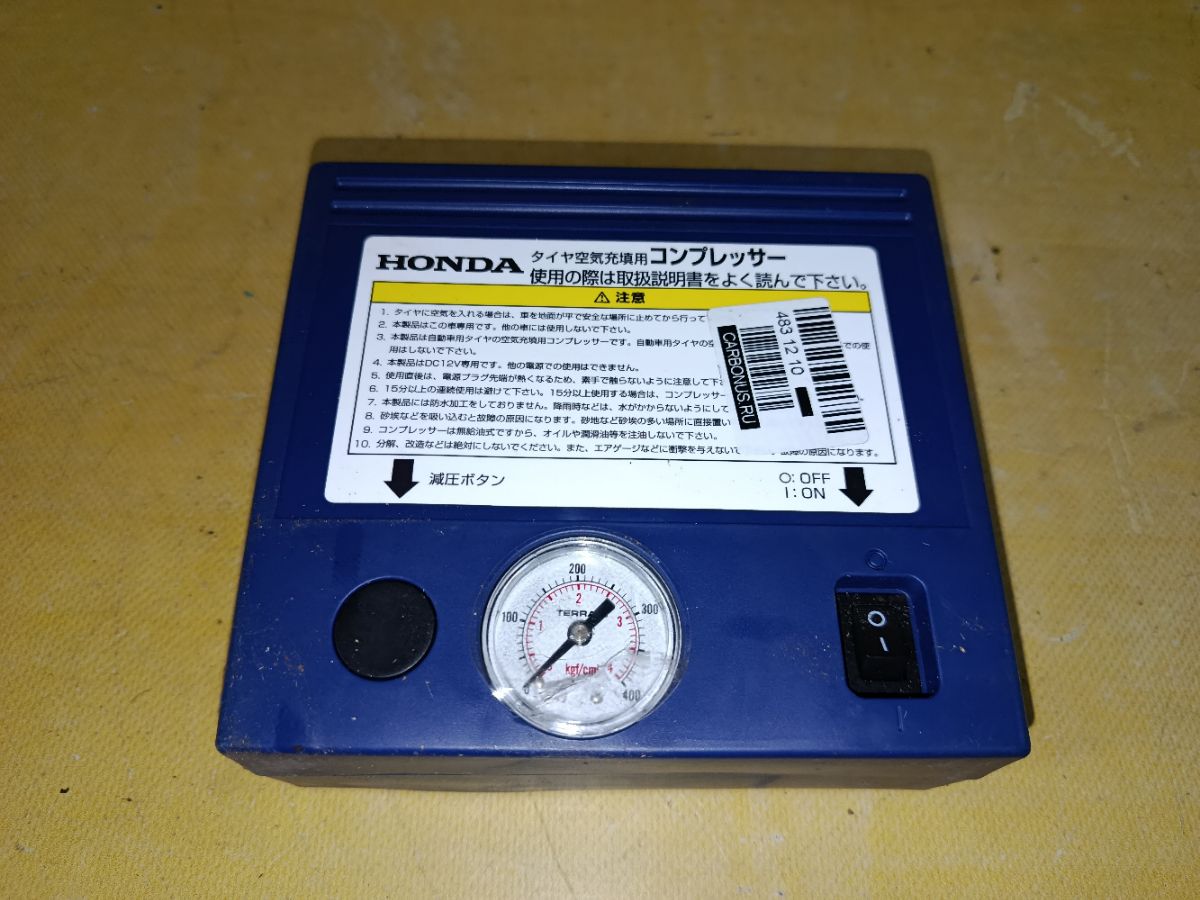 HONDA タイヤ空気充填用コンプレッサー
使用の際は取扱説明書をよく読んで下さい。
⚠ 注意
1. タイヤに空気を入れる場合は、車を地面が平で安全な場所に止めてから行って
2. 本製品はこの車専用です。他の車には使用しないで下さい。
3. 本製品は自動車用タイヤの空気充填用コンプレッサーです。自動車用タイヤの空 での使
用はしないで下さい。
4. 本製品はDC12V専用です。他の電源での使用はできません。
5. 使用直後は、電源プラグ先端が熱くなるため、素手で触らないように注意して下
6. 15分以上の連続使用は避けて下さい。15分以上使用する場合は、コンプレッサー
7. 本製品には防水加工をしておりません。降雨時などは、水がかからないようにして
8. 砂埃などを吸い込むと故障の原因になります。砂地など砂埃の多い場所に直接置い
9. コンプレッサーは無給油式ですから、オイルや潤滑油等を注油しないで下さい。
10. 分解、改造などは絶対にしないでください。また、エアゲージなどに衝撃を与えない 故障の原因になります。
483 12 10
CARBONUS.RU
減圧ボタン
O: OFF
I: ON
200
100 2 300
TERRA
1 3
kgf/cm² 4
0 400
O
I